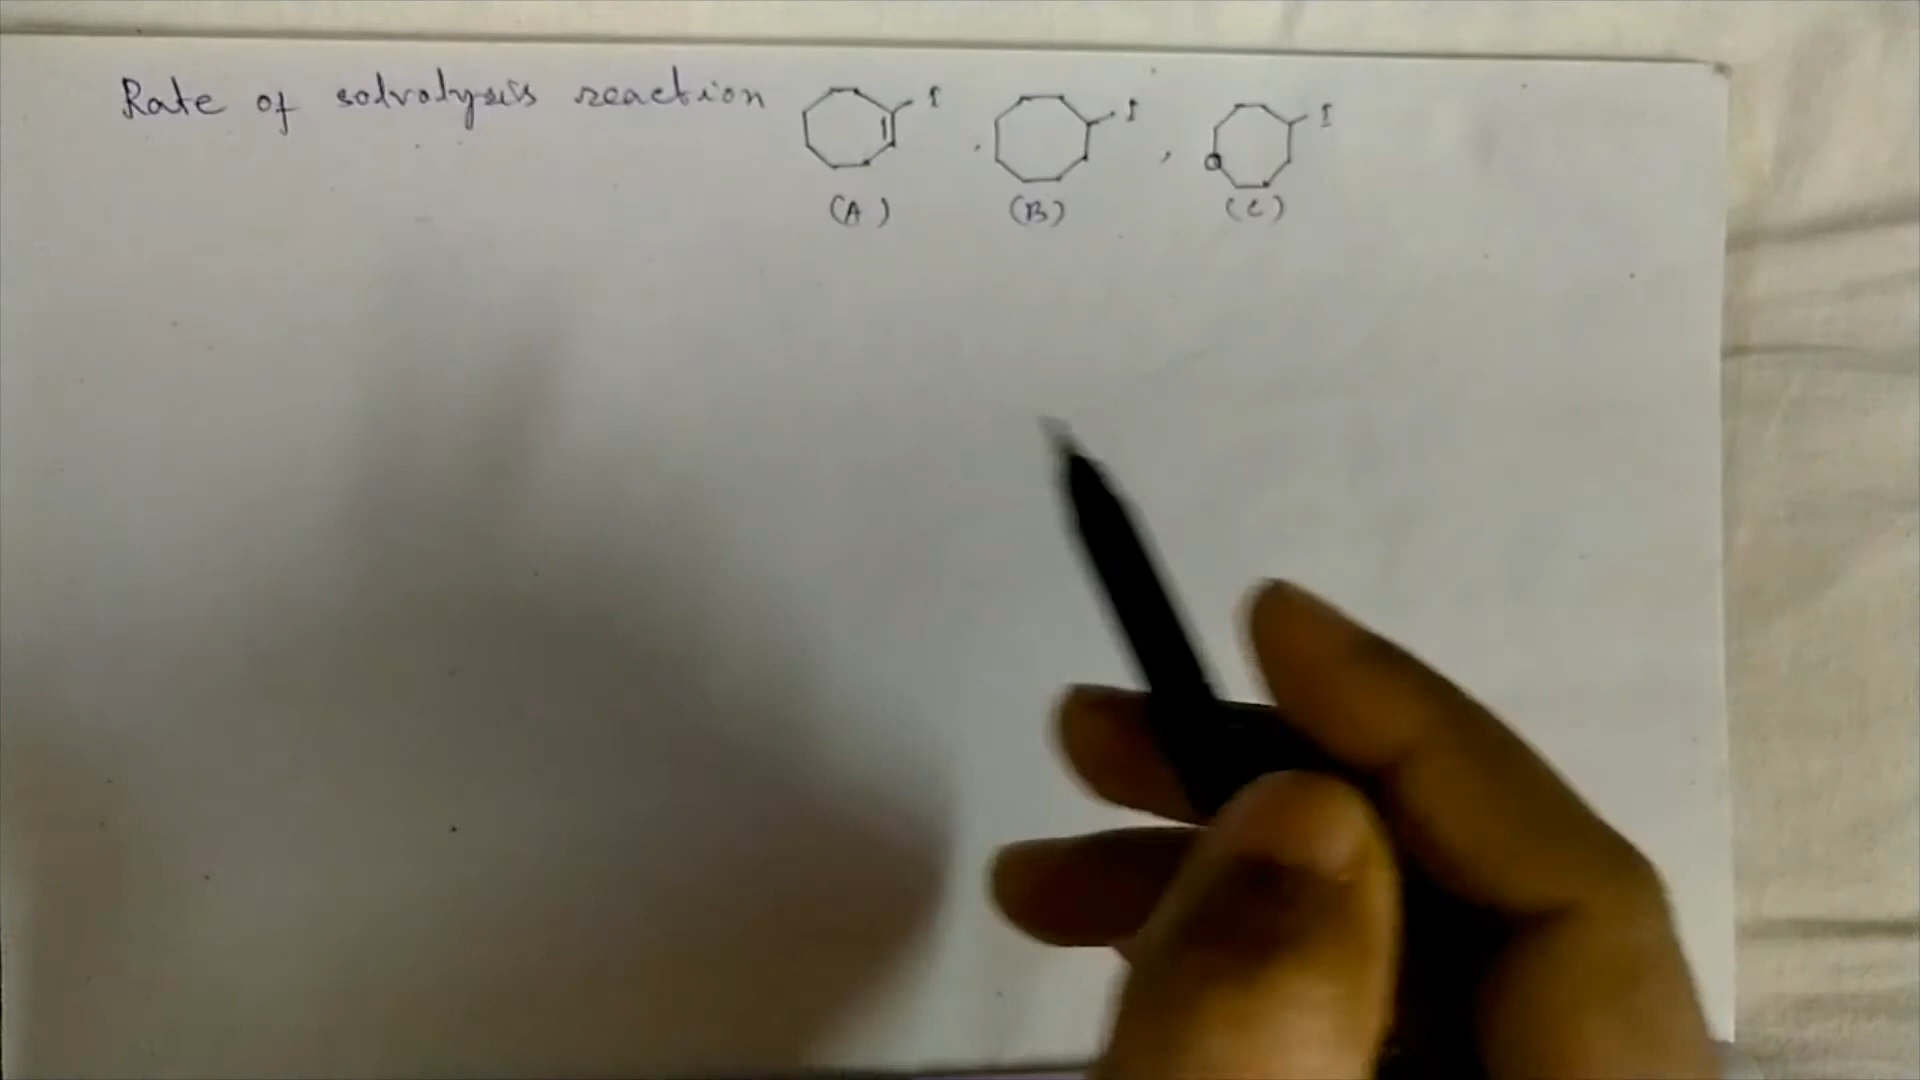 Rate of solvolysis reaction I , I , I
O
(A) (B) (C)